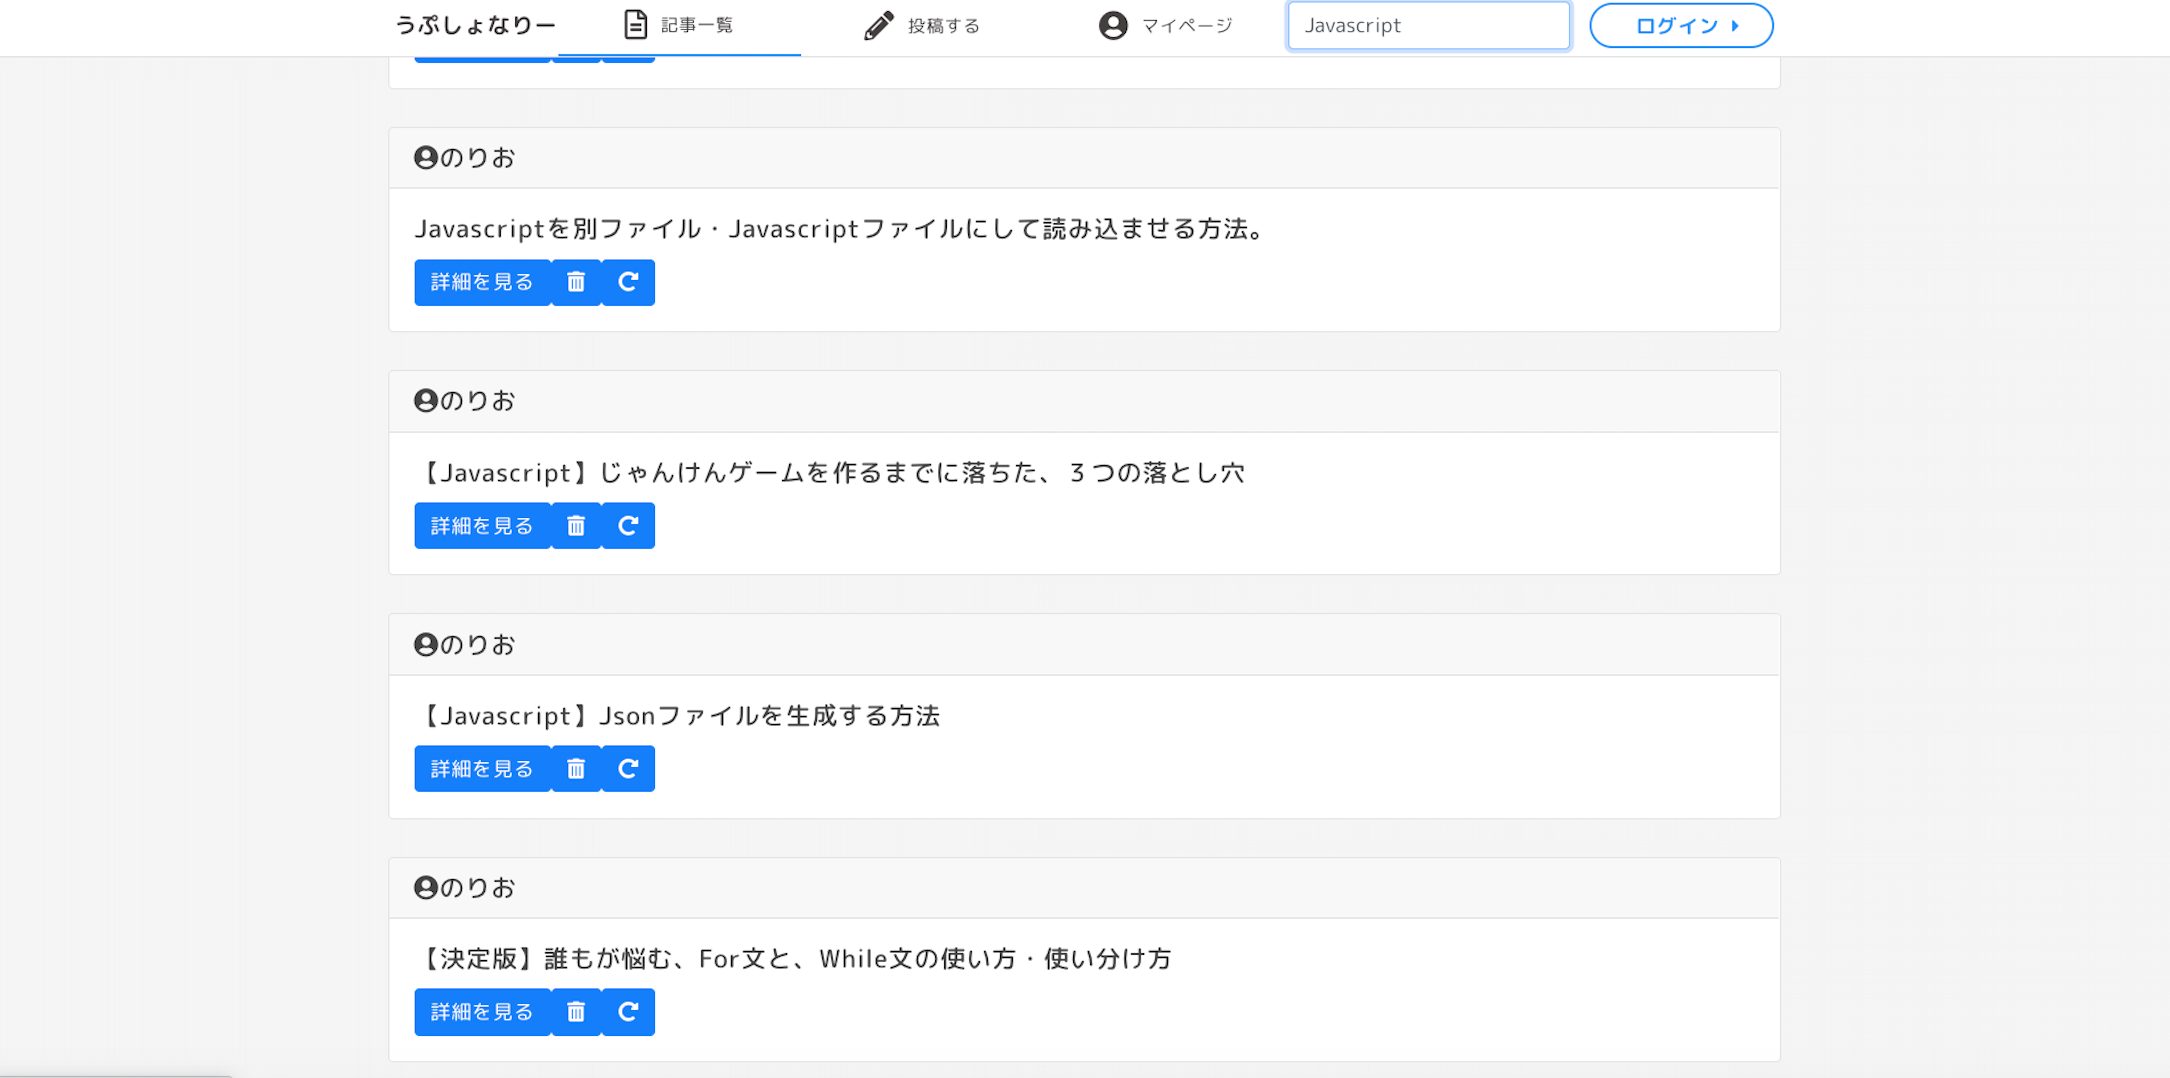 うぷしょなりー 記事一覧 投稿する マイページ Javascript ログイン
のりお
Javascriptを別ファイル・Javascriptファイルにして読み込ませる方法。
詳細を見る
のりお
【Javascript】じゃんけんゲームを作るまでに落ちた、３つの落とし穴
詳細を見る
のりお
【Javascript】Jsonファイルを生成する方法
詳細を見る
のりお
【決定版】誰もが悩む、For文と、While文の使い方・使い分け方
詳細を見る